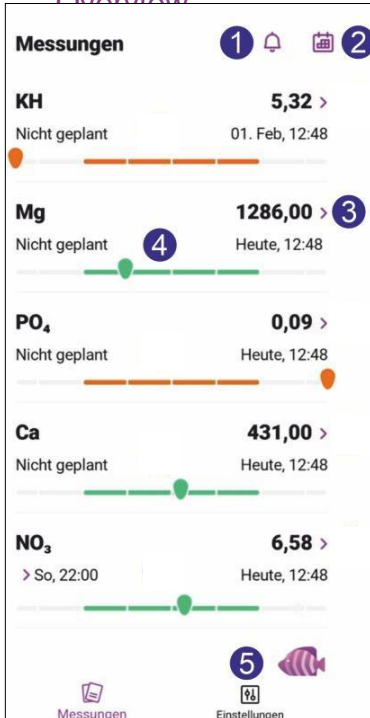 Messungen 1 2
KH 5,32 >
Nicht geplant 01. Feb, 12:48
Mg 1286,00 > 3
Nicht geplant 4 Heute, 12:48
PO₄ 0,09 >
Nicht geplant Heute, 12:48
Ca 431,00 >
Nicht geplant Heute, 12:48
NO₃ 6,58 >
> So, 22:00 Heute, 12:48
5
Messungen Einstellungen